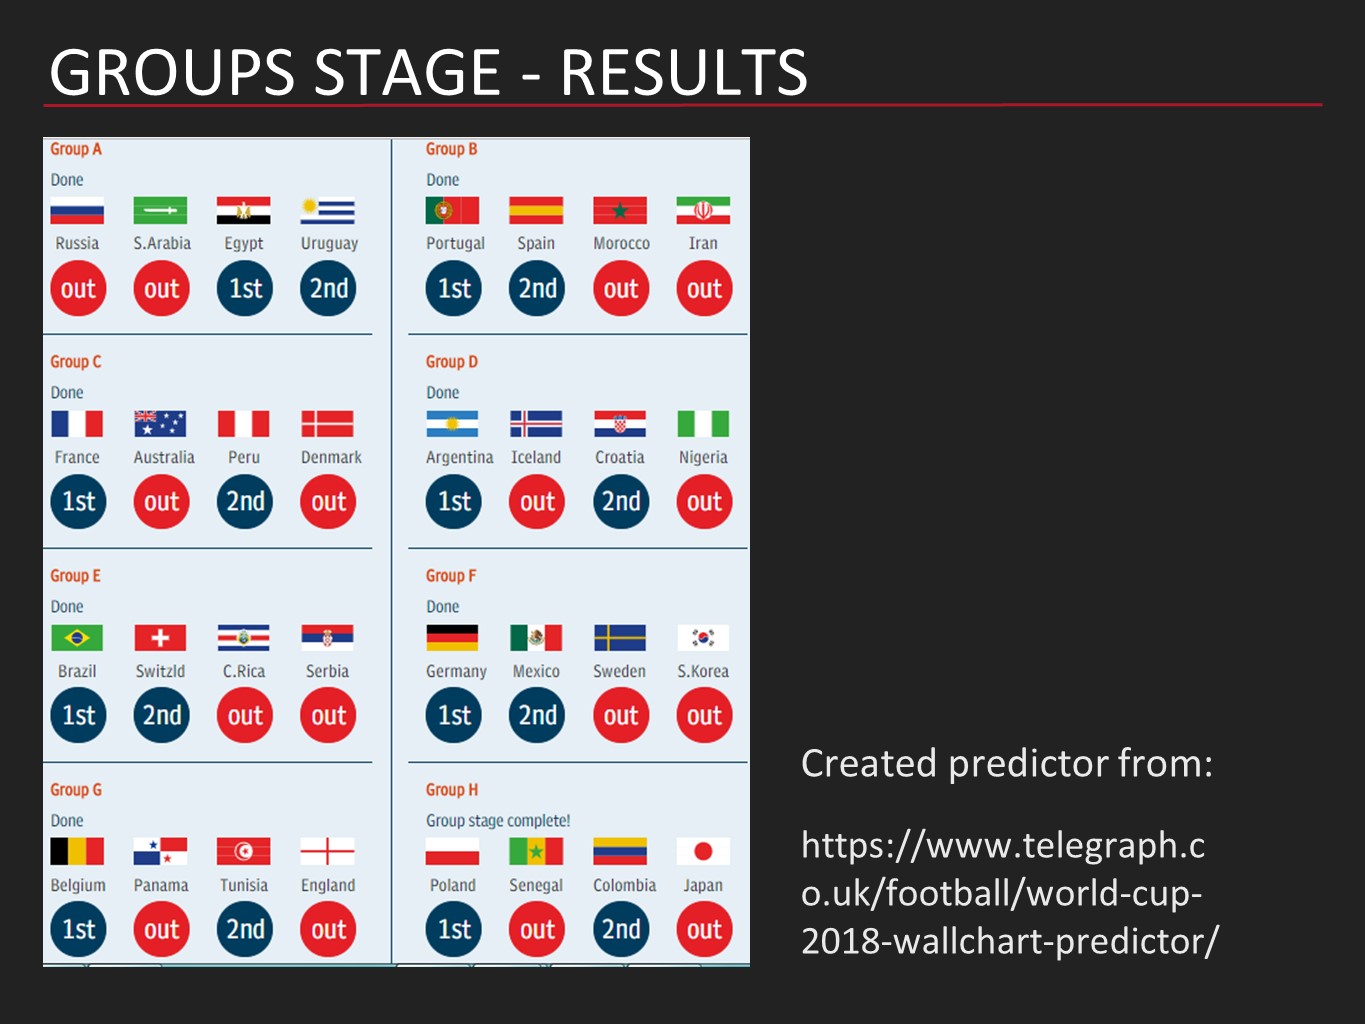 GROUPS STAGE - RESULTS
Group A
Done
Russia S.Arabia Egypt Uruguay
out out 1st 2nd
Group B
Done
Portugal Spain Morocco Iran
1st 2nd out out
Group C
Done
France Australia Peru Denmark
1st out 2nd out
Group D
Done
Argentina Iceland Croatia Nigeria
1st out 2nd out
Group E
Done
Brazil Switzld C.Rica Serbia
1st 2nd out out
Group F
Done
Germany Mexico Sweden S.Korea
1st 2nd out out
Group G
Done
Belgium Panama Tunisia England
1st out 2nd out
Group H
Group stage complete!
Poland Senegal Colombia Japan
1st out 2nd out
Created predictor from:
https://www.telegraph.c
o.uk/football/world-cup-
2018-wallchart-predictor/